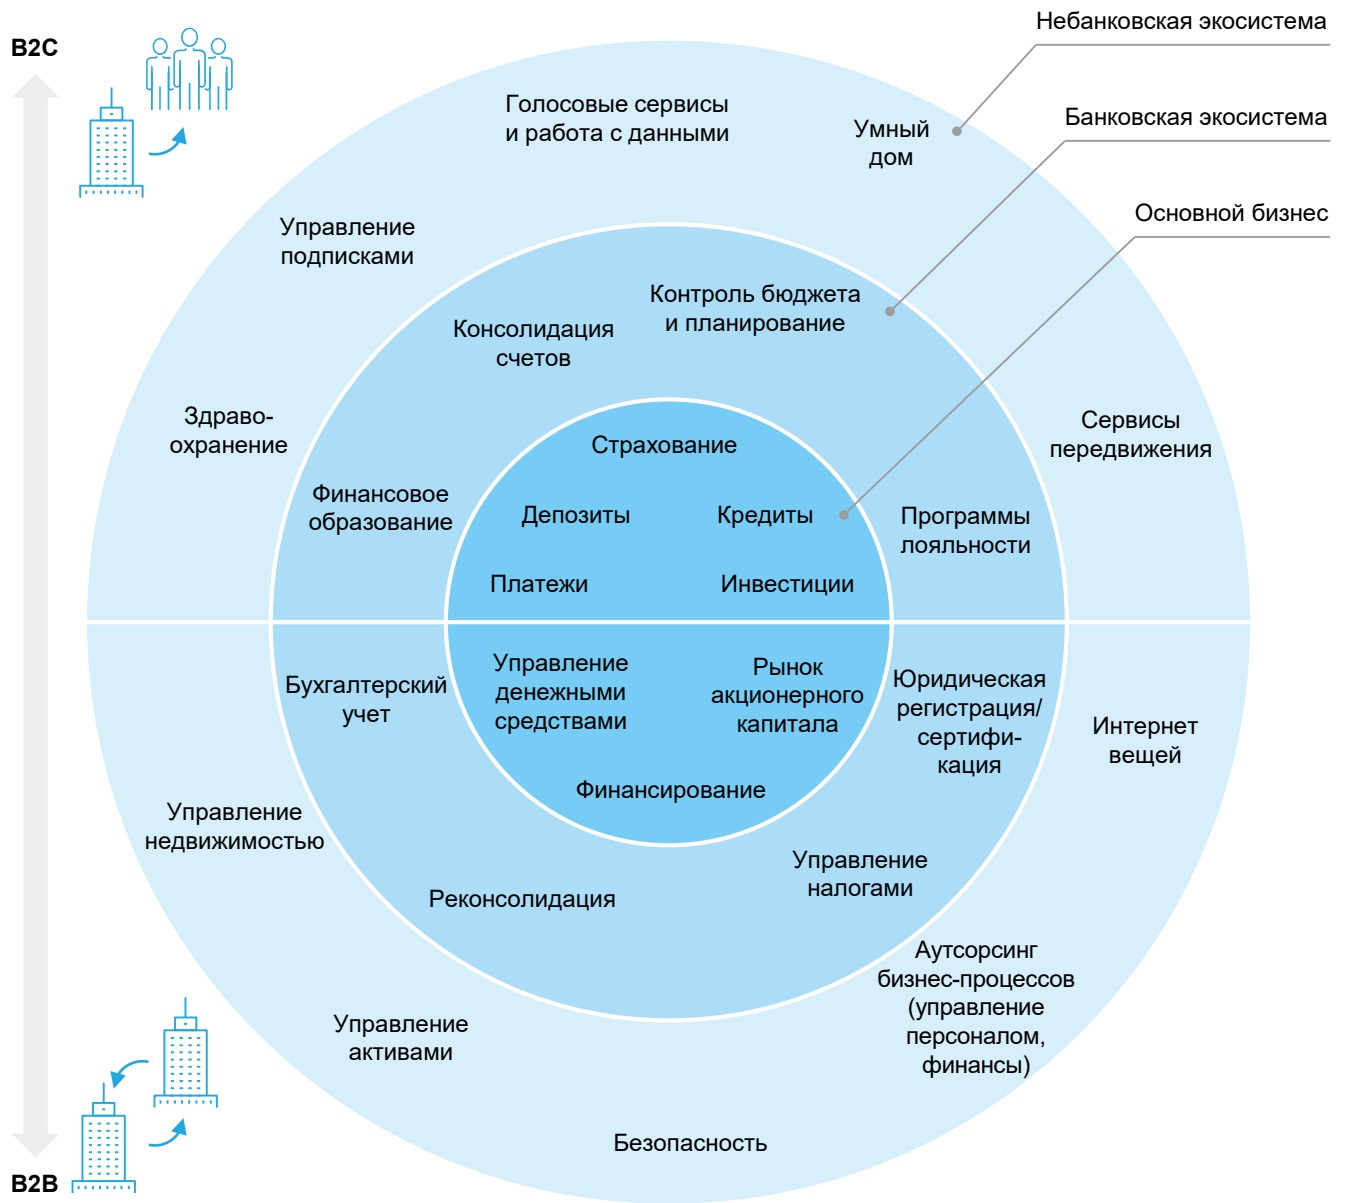 B2C
Небанковская экосистема
Банковская экосистема
Основной бизнес
Голосовые сервисы
и работа с данными
Умный
дом
Управление
подписками
Здраво-
охранение
Сервисы
передвижения
Контроль бюджета
и планирование
Консолидация
счетов
Финансовое
образование
Программы
лояльности
Страхование
Депозиты
Кредиты
Платежи
Инвестиции
Управление
денежными
средствами
Рынок
акционерного
капитала
Финансирование
Бухгалтерский
учет
Юридическая
регистрация/
сертифи-
кация
Реконсолидация
Управление
налогами
Интернет
вещей
Управление
недвижимостью
Управление
активами
Аутсорсинг
бизнес-процессов
(управление
персоналом,
финансы)
Безопасность
B2B